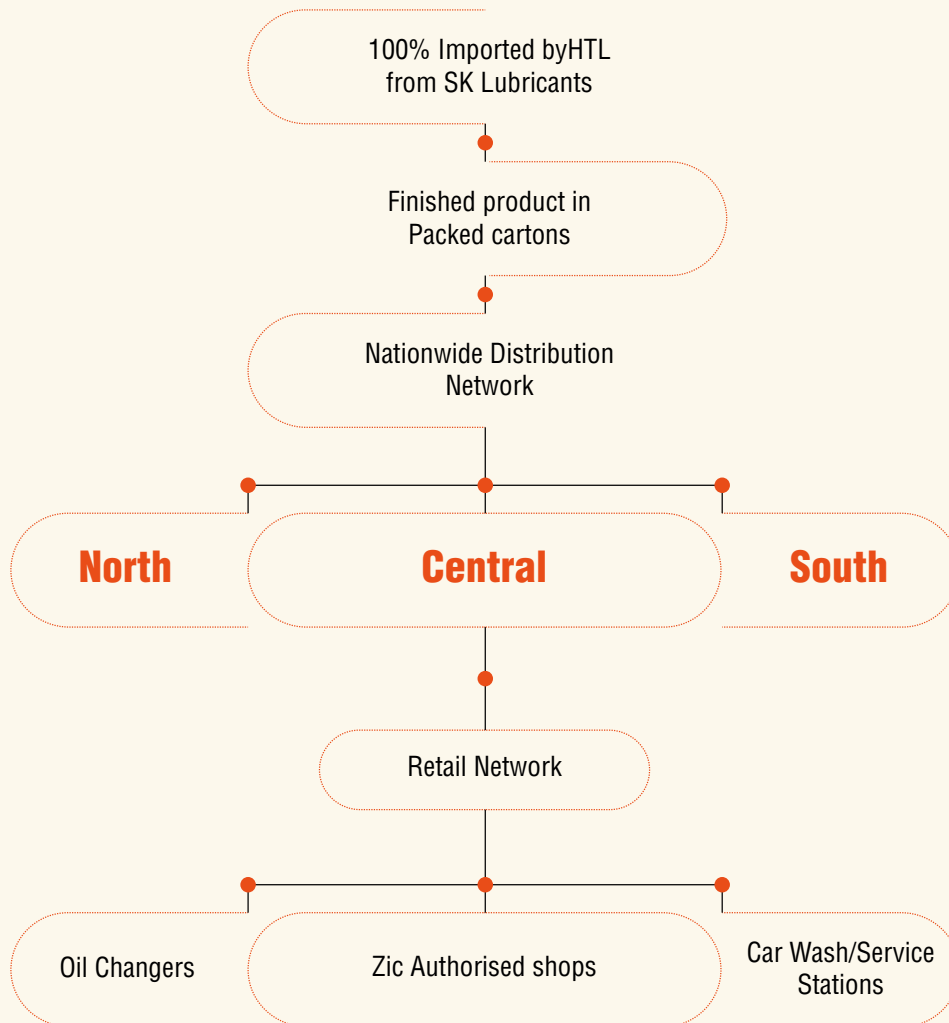 100% Imported byHTL
from SK Lubricants
Finished product in
Packed cartons
Nationwide Distribution
Network
North
Central
South
Retail Network
Oil Changers
Zic Authorised shops
Car Wash/Service
Stations